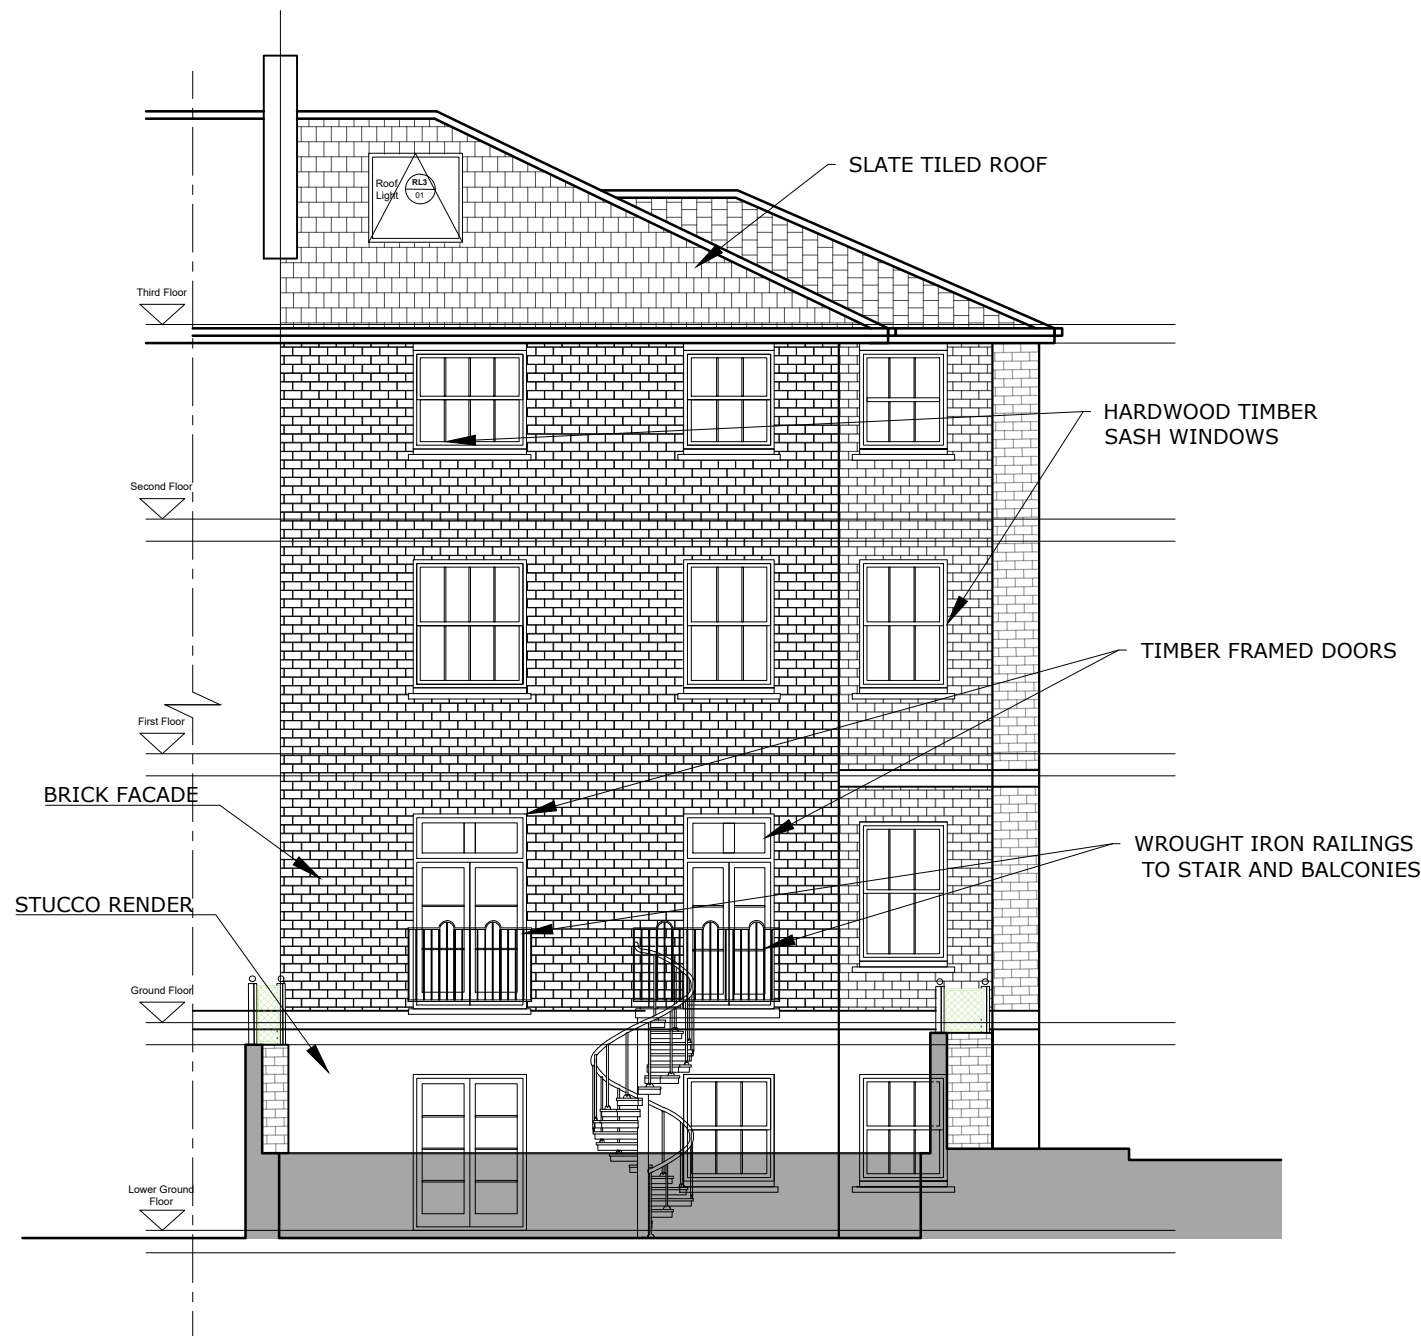 SLATE TILED ROOF
Roof
Light
RL3
01
Third Floor
HARDWOOD TIMBER
SASH WINDOWS
Second Floor
TIMBER FRAMED DOORS
First Floor
BRICK FACADE
WROUGHT IRON RAILINGS
TO STAIR AND BALCONIES
STUCCO RENDER
Ground Floor
Lower Ground
Floor